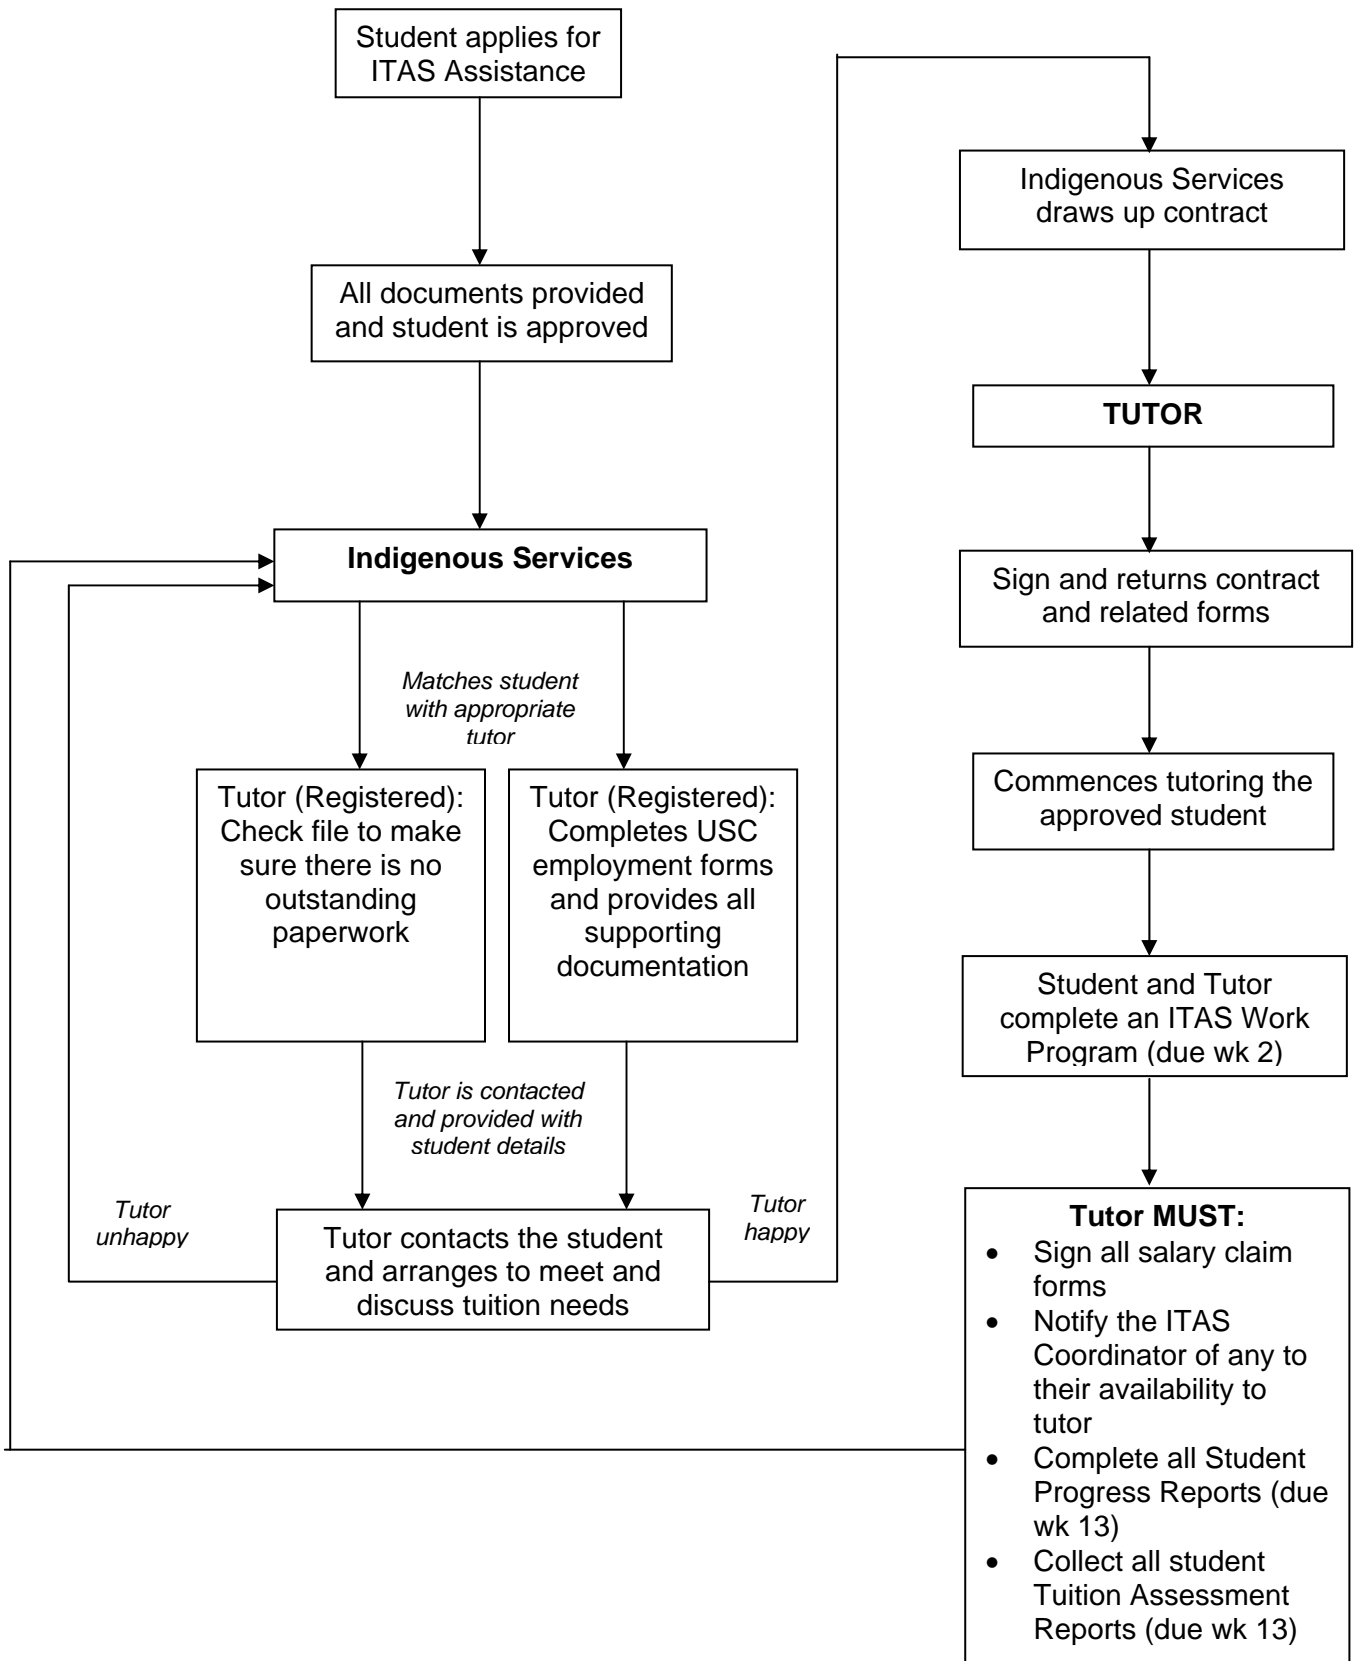 Student applies for
ITAS Assistance
All documents provided
and student is approved
Indigenous Services
Matches student
with appropriate
tutor
Tutor (Registered):
Check file to make
sure there is no
outstanding
paperwork
Tutor (Registered):
Completes USC
employment forms
and provides all
supporting
documentation
Tutor is contacted
and provided with
student details
Tutor
unhappy
Tutor contacts the student
and arranges to meet and
discuss tuition needs
Tutor
happy
Indigenous Services
draws up contract
TUTOR
Sign and returns contract
and related forms
Commences tutoring the
approved student
Student and Tutor
complete an ITAS Work
Program (due wk 2)
Tutor MUST:
• Sign all salary claim
forms
• Notify the ITAS
Coordinator of any to
their availability to
tutor
• Complete all Student
Progress Reports (due
wk 13)
• Collect all student
Tuition Assessment
Reports (due wk 13)